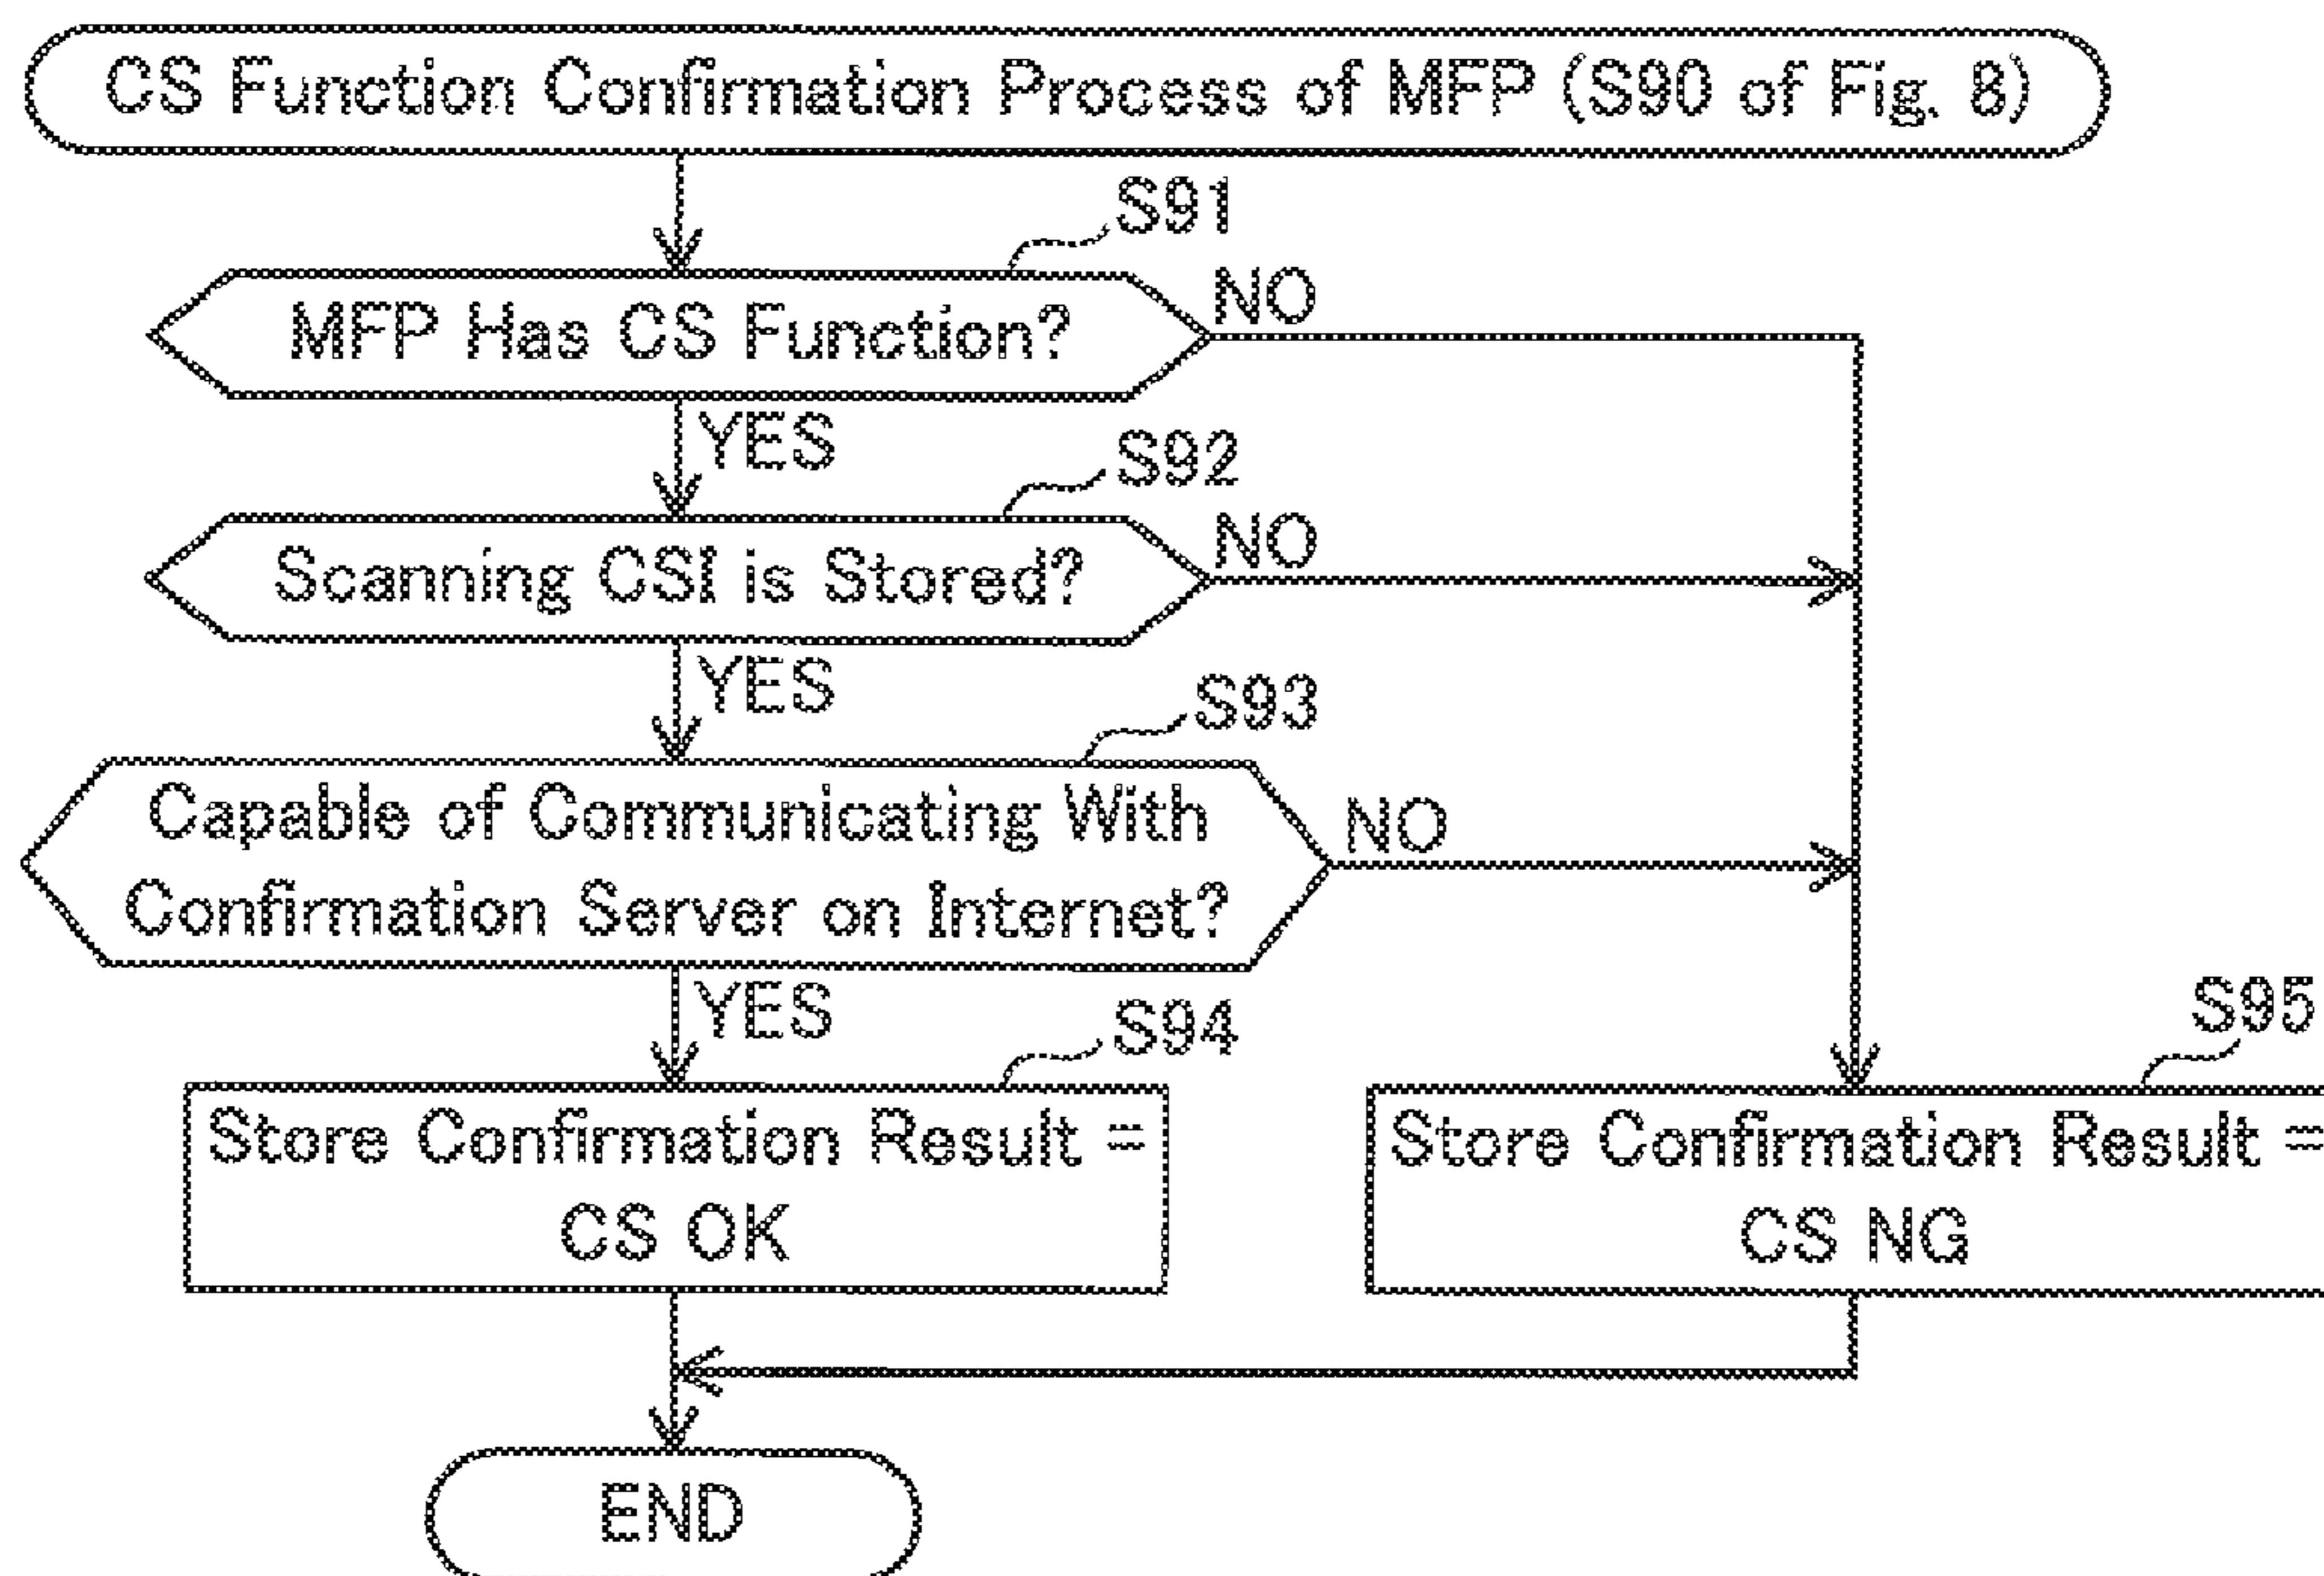 CS Function Confirmation Process of MFP (S90 of Fig. 8)
S91
MFP Has CS Function?
NO
YES
S92
Scanning CSI is Stored?
NO
YES
S93
Capable of Communicating With
Confirmation Server on Internet?
NO
YES
S94
Store Confirmation Result =
CS OK
S95
Store Confirmation Result =
CS NG
END